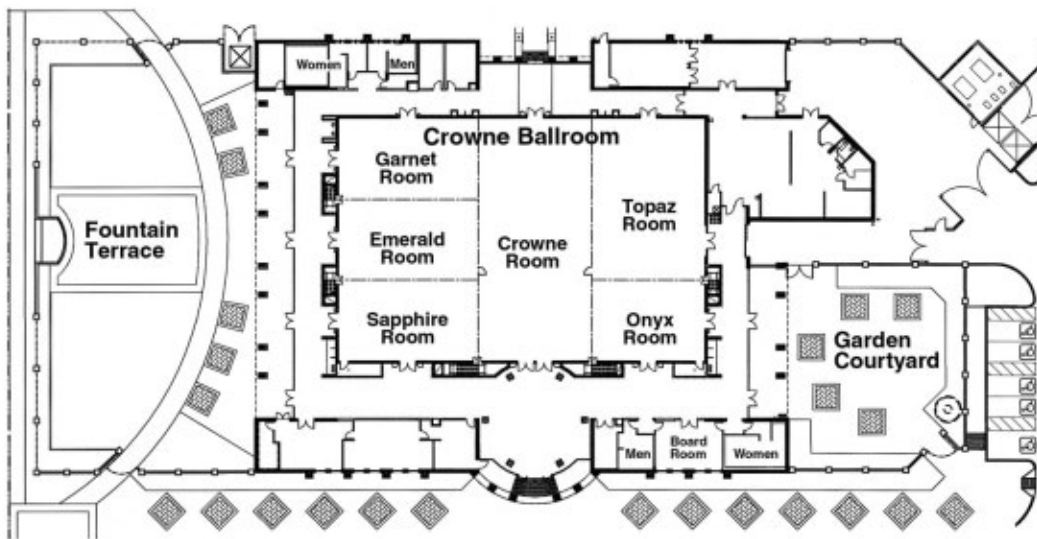 Women
Men
Crowne Ballroom
Garnet
Room
Topaz
Room
Fountain
Terrace
Emerald
Room
Crowne
Room
Sapphire
Room
Onyx
Room
Garden
Courtyard
Men
Board
Room
Women